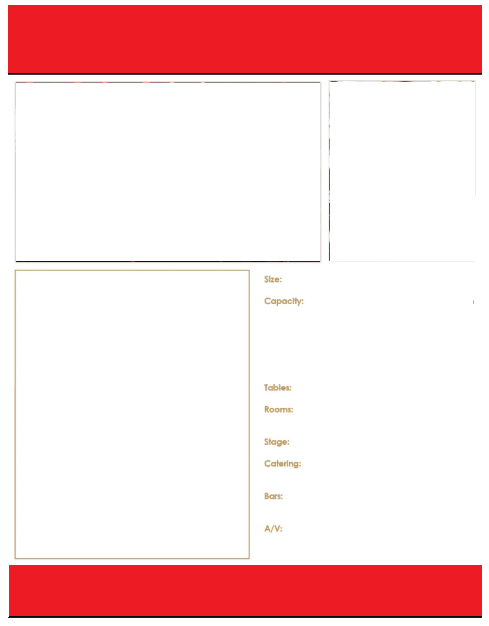 Size:
Capacity:
Tables:
Rooms:
Stage:
Catering:
Bars:
A/V: